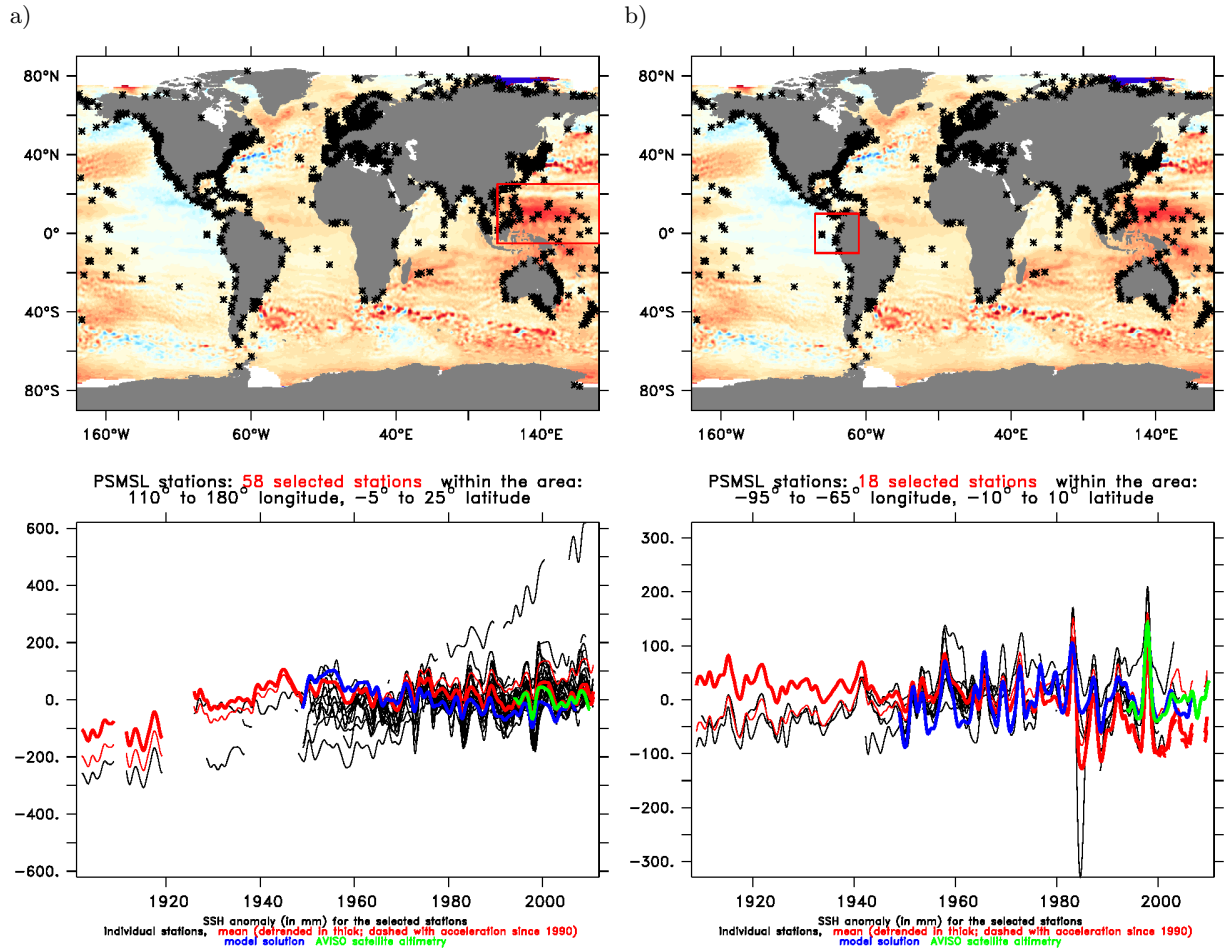 a)
b)
80°N
40°N
0°
40°S
80°S
160°W 60°W 40°E 140°E
80°N
40°N
0°
40°S
80°S
160°W 60°W 40°E 140°E
PSMSL stations: 58 selected stations within the area:
110° to 180° longitude, -5° to 25° latitude
PSMSL stations: 18 selected stations within the area:
-95° to -65° longitude, -10° to 10° latitude
600.
400.
200.
0.
-200.
-400.
-600.
1920 1940 1960 1980 2000
300.
200.
100.
0.
-100.
-200.
-300.
1920 1940 1960 1980 2000
SSH anomaly (in mm) for the selected stations
individual stations, mean (detrended in thick; dashed with acceleration since 1990)
model solution AVISO satellite altimetry
SSH anomaly (in mm) for the selected stations
individual stations, mean (detrended in thick; dashed with acceleration since 1990)
model solution AVISO satellite altimetry